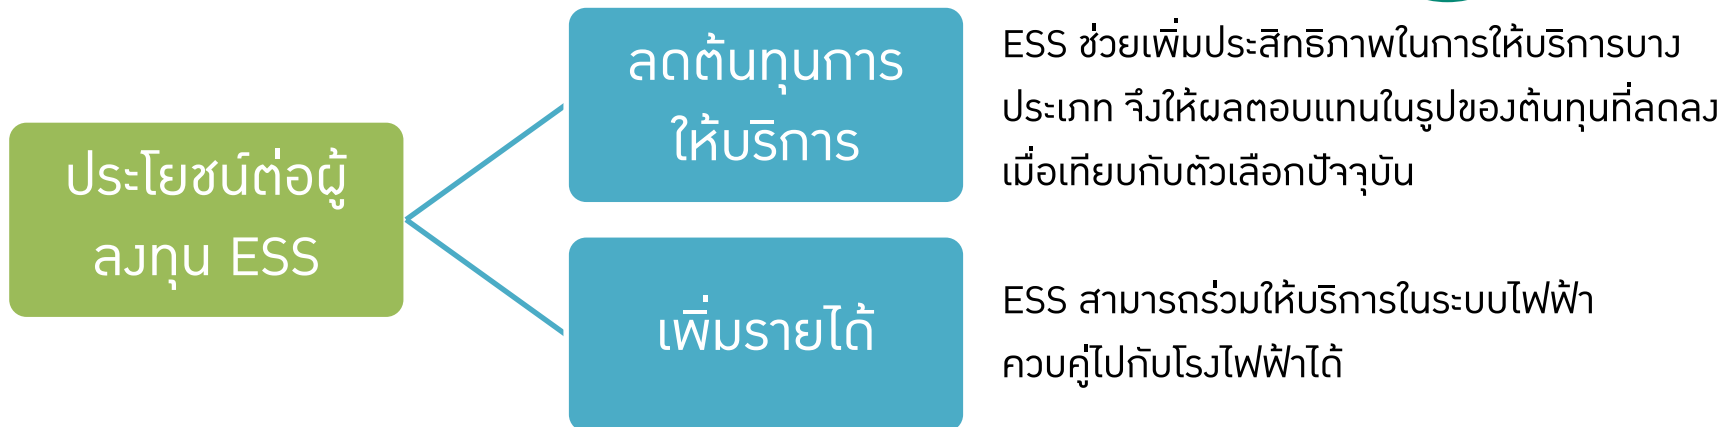 ประโยชน์ต่อผู้
ลงทุน ESS
ลดต้นทุนการ
ให้บริการ
ESS ช่วยเพิ่มประสิทธิภาพในการให้บริการบาง
ประเภท จึงให้ผลตอบแทนในรูปของต้นทุนที่ลดลง
เมื่อเทียบกับตัวเลือกปัจจุบัน
เพิ่มรายได้
ESS สามารถร่วมให้บริการในระบบไฟฟ้า
ควบคู่ไปกับโรงไฟฟ้าได้